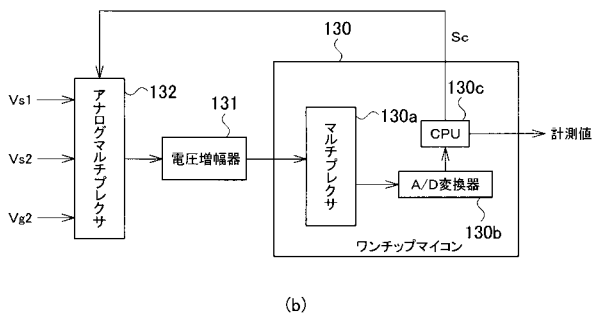 130
Sc
Vs1
Vs2
Vg2
アナログマルチプレクサ
132
131
電圧増幅器
130a
マルチプレクサ
130c
CPU
計測値
A/D変換器
130b
ワンチップマイコン
(b)